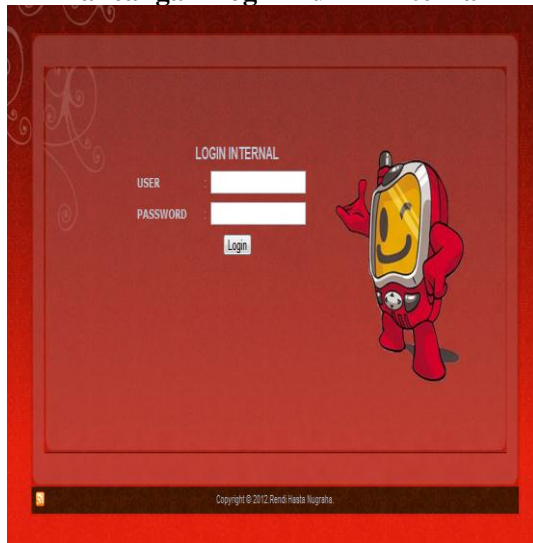 LOGIN INTERNAL
USER :
PASSWORD :
Login
Copyright © 2012.Rendi Hasta Nugraha.